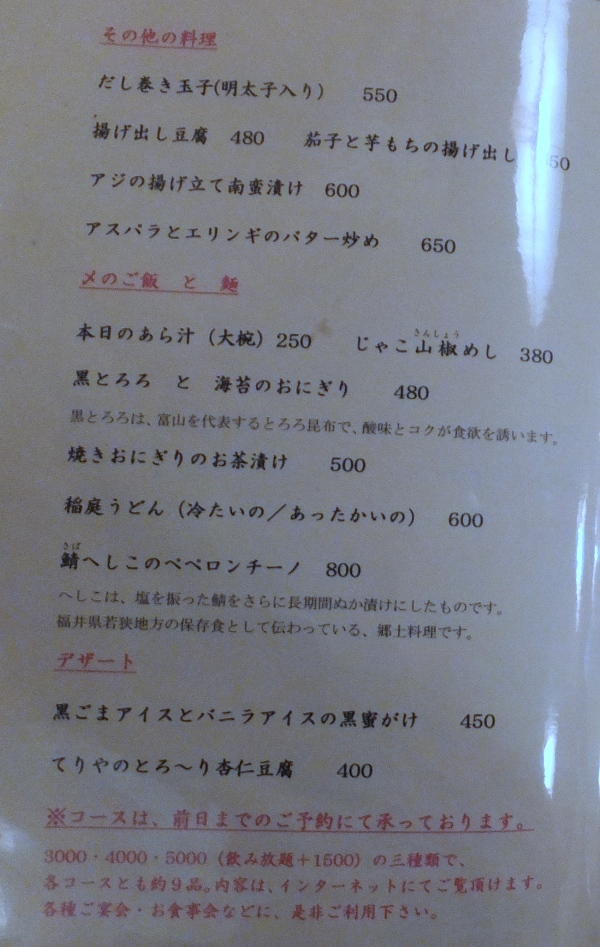 その他の料理
だし巻き玉子(明太子入り) 550
揚げ出し豆腐 480 茄子と芋もちの揚げ出し 50
アジの揚げ立て南蛮漬け 600
アスパラとエリンギのバター炒め 650
〆のご飯 と 麺
本日のあら汁(大椀) 250 じゃこ山椒めし 380
さんしょう
黒とろろ と 海苔のおにぎり 480
黒とろろは、富山を代表するとろろ昆布で、酸味とコクが食欲を誘います。
焼きおにぎりのお茶漬け 500
稲庭うどん(冷たいの/あったかいの) 600
さば
鯖へしこのペペロンチーノ 800
へしこは、塩を振った鯖をさらに長期間ぬか漬けにしたものです。
福井県若狭地方の保存食として伝わっている、郷土料理です。
デザート
黒ごまアイスとバニラアイスの黒蜜がけ 450
てりやのとろ~り杏仁豆腐 400
※コースは、前日までのご予約にて承っております。
3000・4000・5000(飲み放題+1500)の三種類で、
各コースとも約9品。内容は、インターネットにてご覧頂けます。
各種ご宴会・お食事会などに、是非ご利用下さい。